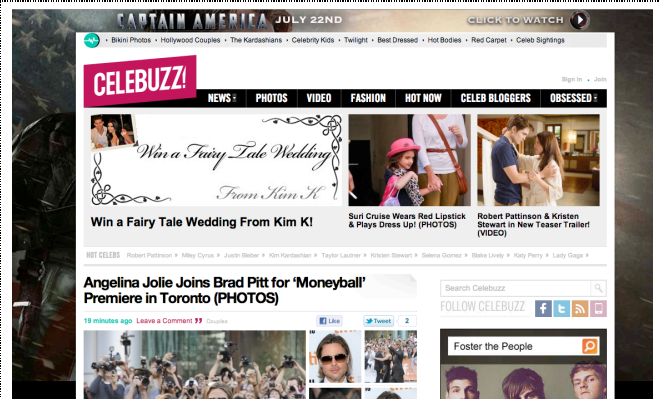 CAPTAIN AMERICA JULY 22ND CLICK TO WATCH
• Bikini Photos • Hollywood Couples • The Kardashians • Celebrity Kids • Twilight • Best Dressed • Hot Bodies • Red Carpet • Celeb Sightings
CELEBUZZ!
Sign in • Join
NEWS PHOTOS VIDEO FASHION HOT NOW CELEB BLOGGERS OBSESSED
Win a Fairy Tale Wedding
From Kim K
Win a Fairy Tale Wedding From Kim K!
Suri Cruise Wears Red Lipstick
& Plays Dress Up! (PHOTOS)
Robert Pattinson & Kristen
Stewart in New Teaser Trailer!
(VIDEO)
HOT CELEBS Robert Pattinson Miley Cyrus Justin Bieber Kim Kardashian Taylor Lautner Kristen Stewart Selena Gomez Blake Lively Katy Perry Lady Gaga
Angelina Jolie Joins Brad Pitt for ‘Moneyball’
Premiere in Toronto (PHOTOS)
19 minutes ago Leave a Comment Couples
Like Tweet 2
Search Celebuzz
FOLLOW CELEBUZZ
Foster the People